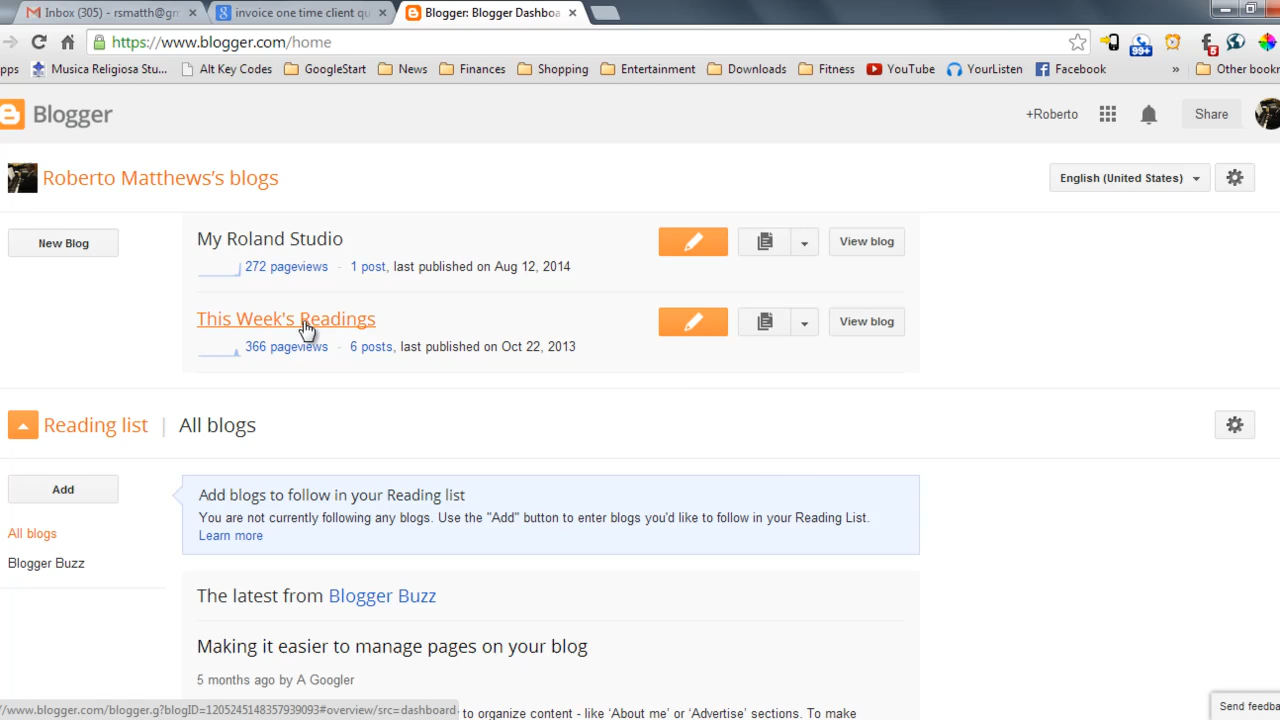 Inbox (305) - rsmatth@gm
invoice one time client qu
Blogger: Blogger Dashboa
https://www.blogger.com/home
99+
5
pps
Musica Religiosa Stu...
Alt Key Codes
GoogleStart
News
Finances
Shopping
Entertainment
Downloads
Fitness
YouTube
YourListen
Facebook
»
Other bookm
Blogger
+Roberto
Share
Roberto Matthews's blogs
English (United States)
New Blog
My Roland Studio
View blog
272 pageviews - 1 post, last published on Aug 12, 2014
This Week's Readings
View blog
366 pageviews - 6 posts, last published on Oct 22, 2013
Reading list | All blogs
Add
Add blogs to follow in your Reading list
You are not currently following any blogs. Use the "Add" button to enter blogs you'd like to follow in your Reading List.
Learn more
All blogs
Blogger Buzz
The latest from Blogger Buzz
Making it easier to manage pages on your blog
5 months ago by A Googler
to organize content - like 'About me' or 'Advertise' sections. To make
//www.blogger.com/blogger.g?blogID=1205245148357939093#overview/src=dashboard
Send feedba